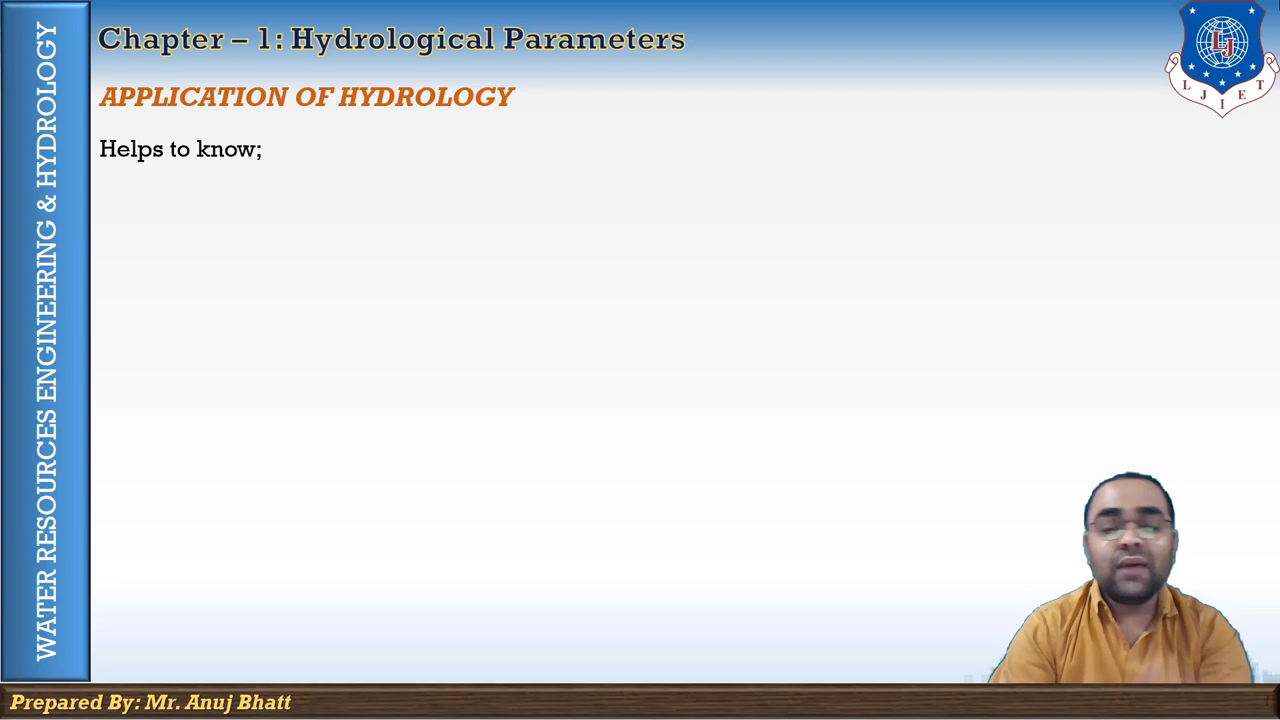 WATER RESOURCES ENGINEERING & HYDROLOGY
Chapter – 1: Hydrological Parameters
APPLICATION OF HYDROLOGY
Helps to know;
LJ
L J I E T
Prepared By: Mr. Anuj Bhatt